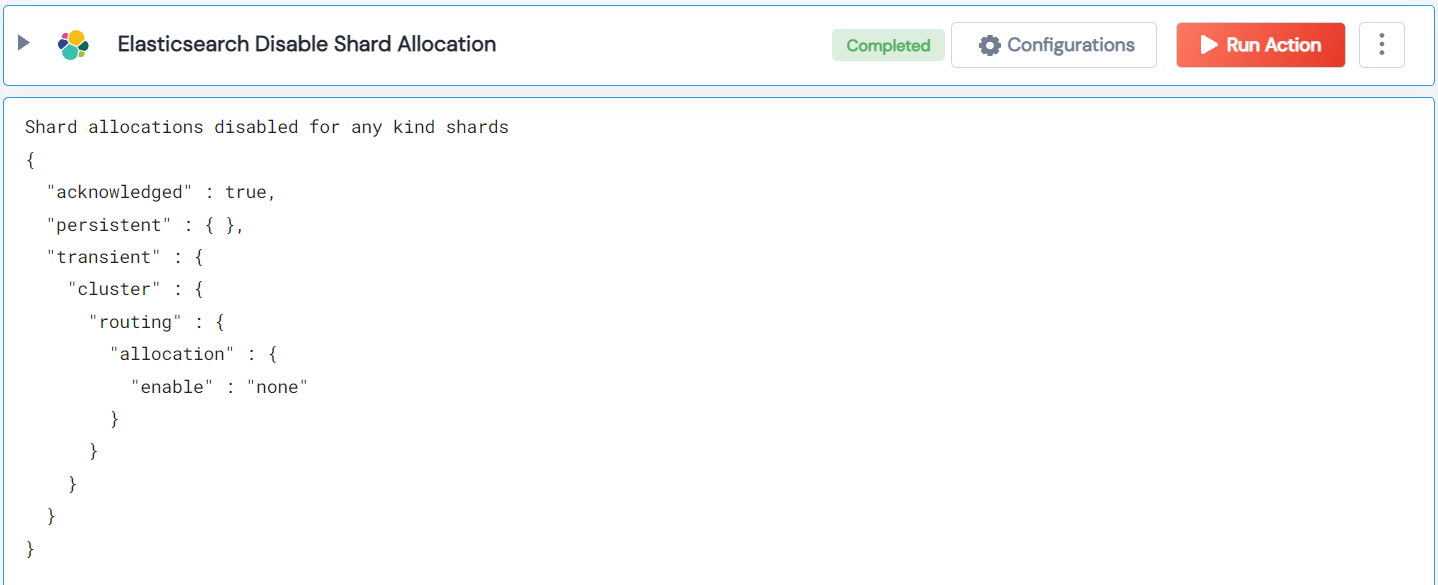 Elasticsearch Disable Shard Allocation
Completed
Configurations
Run Action
Shard allocations disabled for any kind shards
{
  "acknowledged" : true,
  "persistent" : { },
  "transient" : {
    "cluster" : {
      "routing" : {
        "allocation" : {
          "enable" : "none"
        }
      }
    }
  }
}